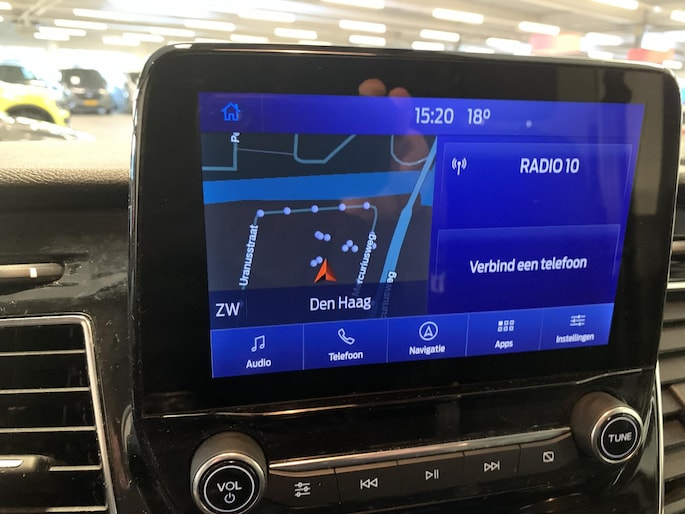 15:20 18°
Uranusstraat
Mercuriusweg
ZW
Den Haag
RADIO 10
Verbind een telefoon
Audio
Telefoon
Navigatie
Apps
Instellingen
VOL
TUNE